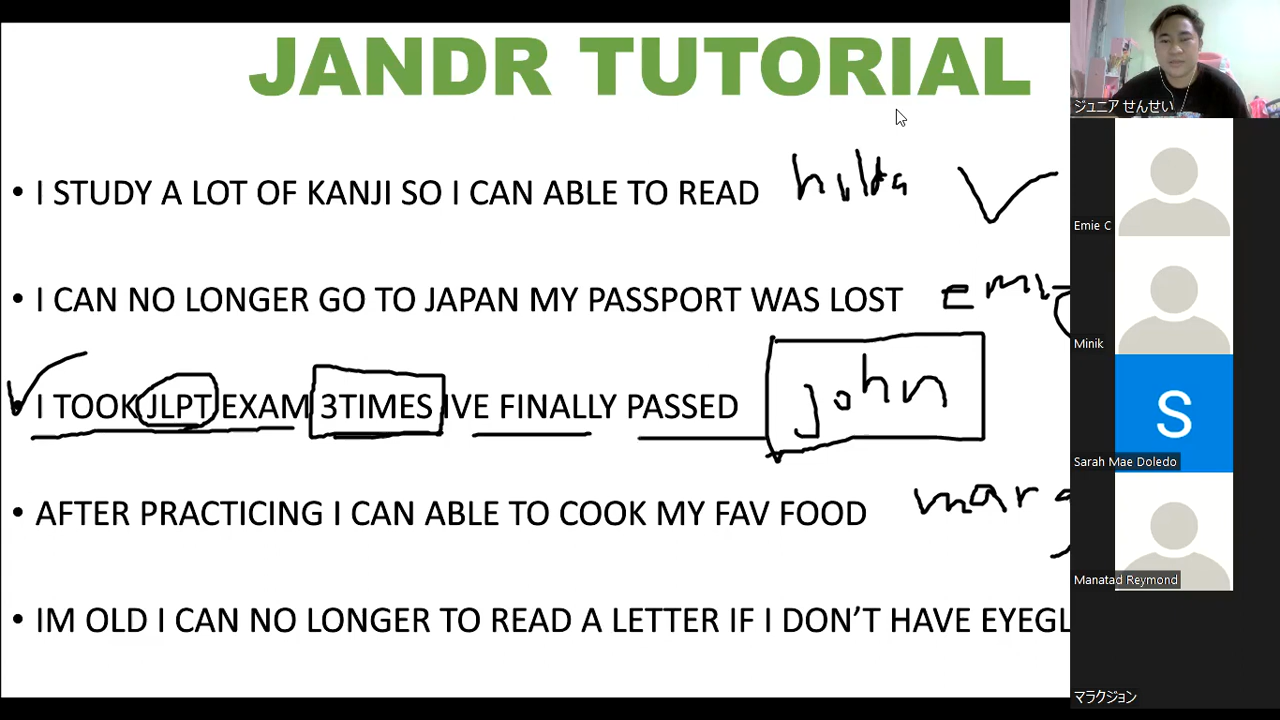 JANDR TUTORIAL
• I STUDY A LOT OF KANJI SO I CAN ABLE TO READ hilda
• I CAN NO LONGER GO TO JAPAN MY PASSPORT WAS LOST
• I TOOK JLPT EXAM 3TIMES IVE FINALLY PASSED john
• AFTER PRACTICING I CAN ABLE TO COOK MY FAV FOOD
• IM OLD I CAN NO LONGER TO READ A LETTER IF I DON'T HAVE EYEGL
ジュニア せんせい
Emie C
Minik
S
Sarah Mae Doledo
Manatad Reymond
マラクジョン